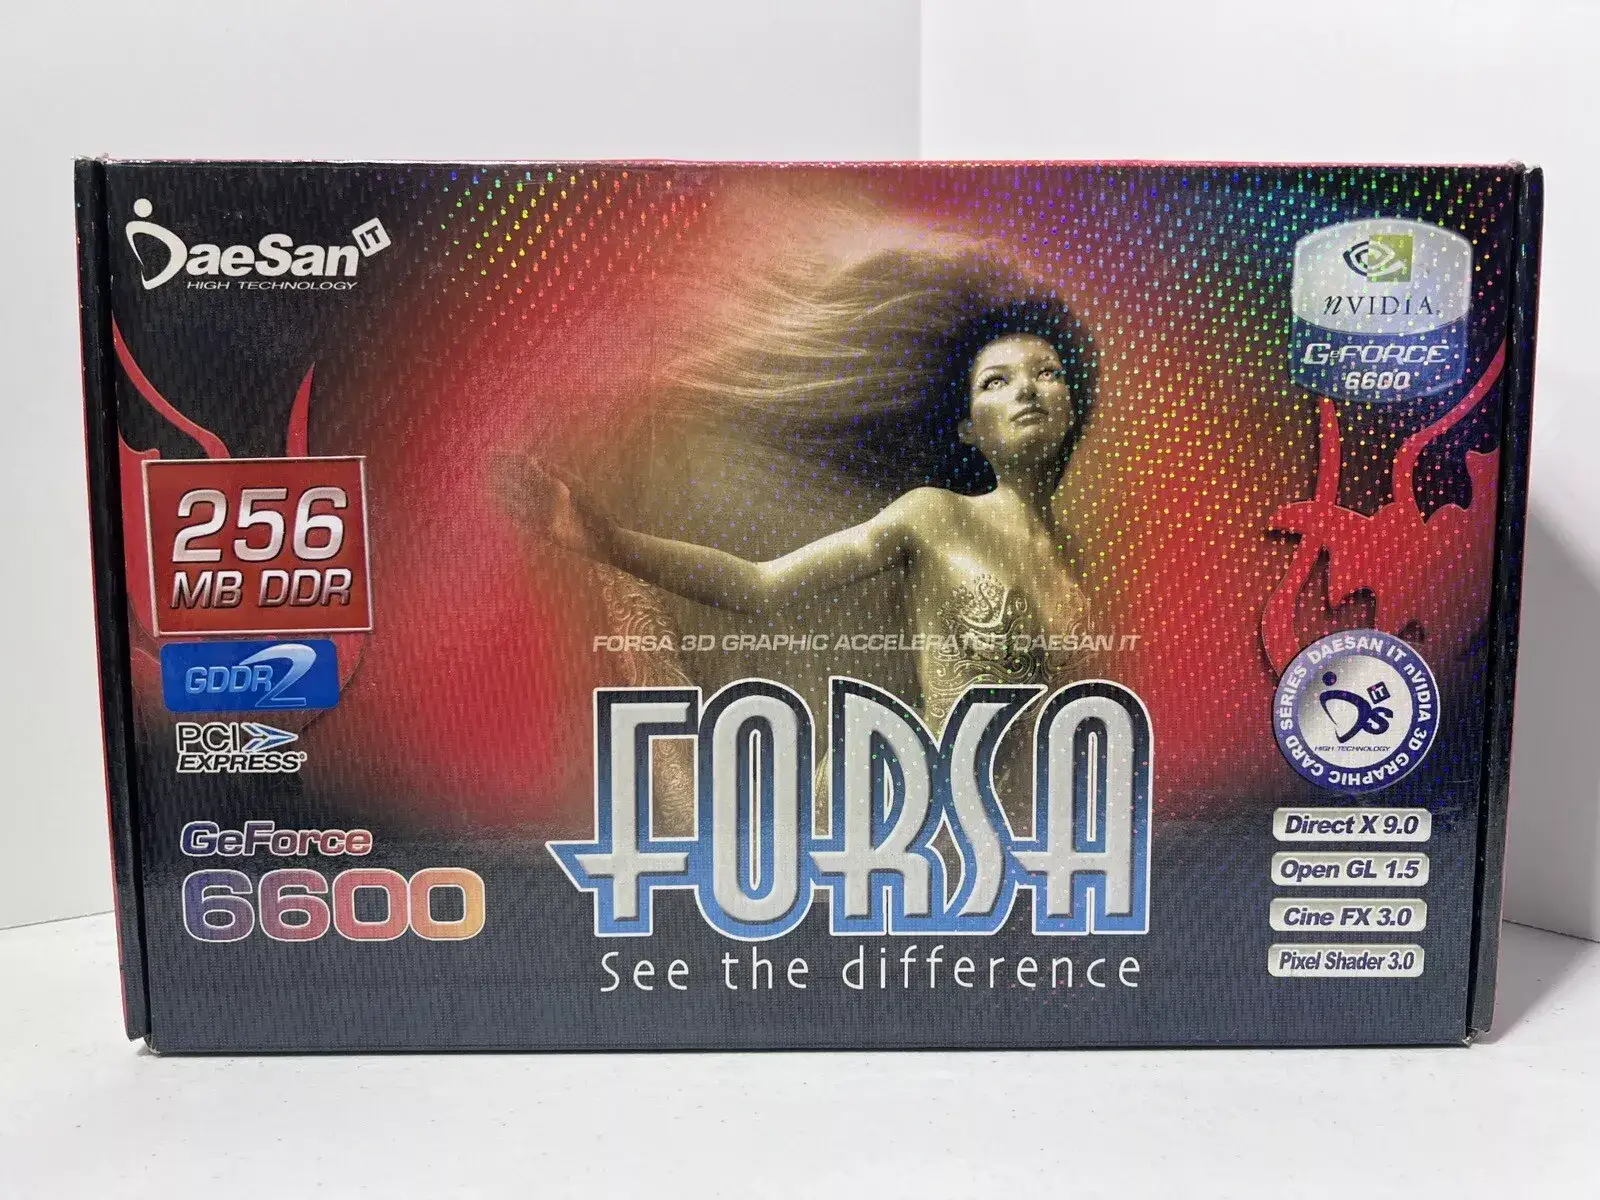 DaeSan IT
HIGH TECHNOLOGY
nVIDIA.
GeFORCE
6600
256
MB DDR
GDDR2
PCI
EXPRESS®
GeForce
6600
FORSA 3D GRAPHIC ACCELERATOR DAESAN IT
FORSA
See the difference
DAESAN IT nVIDIA 3D GRAPHIC CARD SERIES
DS IT
HIGH TECHNOLOGY
Direct X 9.0
Open GL 1.5
Cine FX 3.0
Pixel Shader 3.0